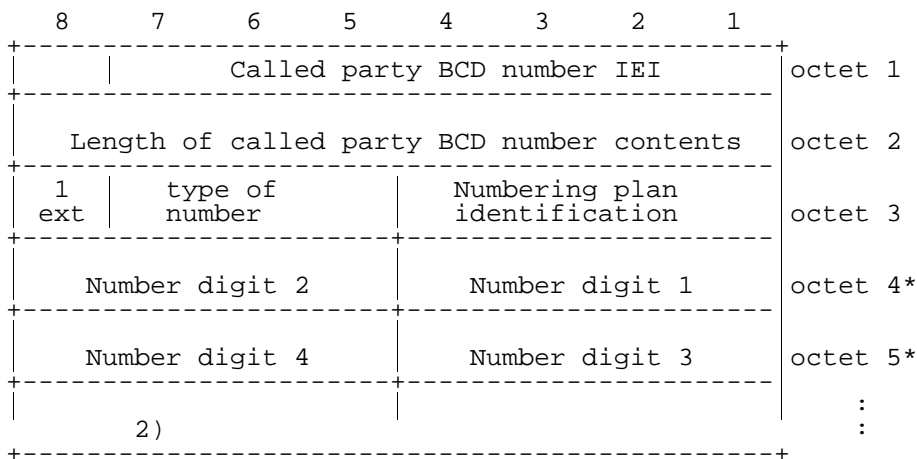 8 7 6 5 4 3 2 1
Called party BCD number IEI octet 1
Length of called party BCD number contents octet 2
1 type of Numbering plan
ext number identification octet 3
Number digit 2 Number digit 1 octet 4*
Number digit 4 Number digit 3 octet 5*
:
2) :